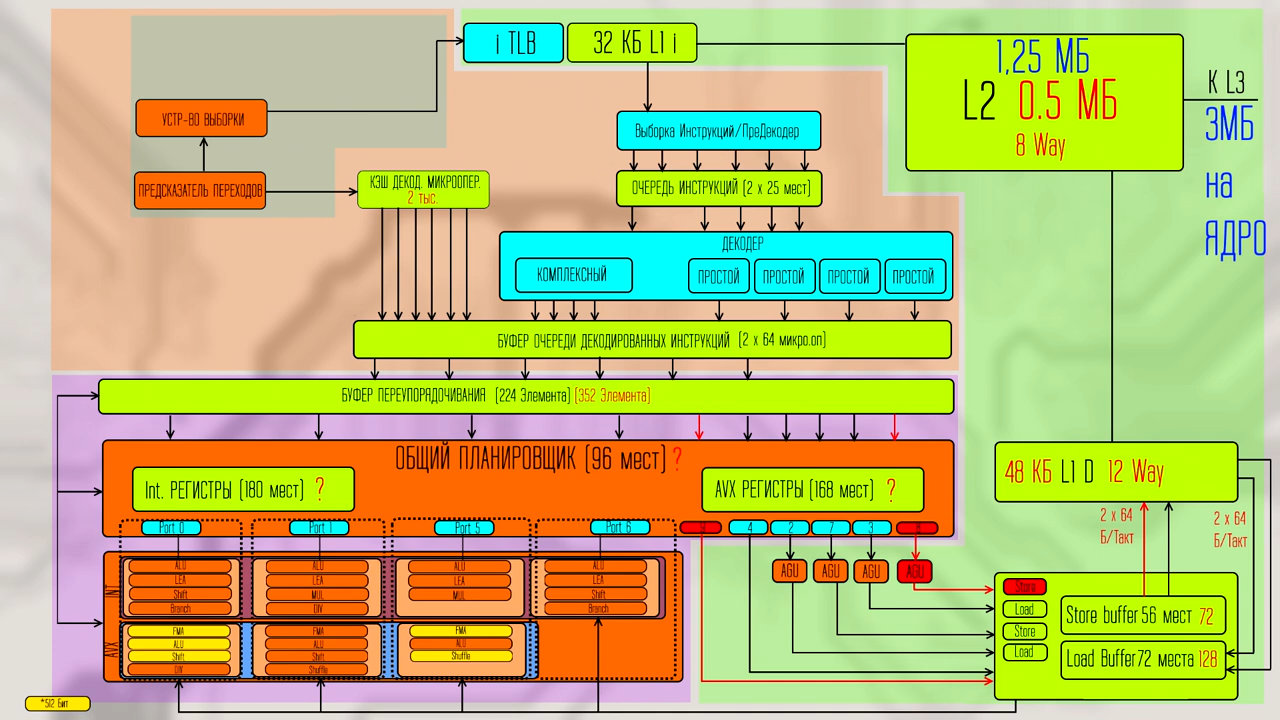 i TLB
32 КБ L1 i
1,25 МБ
L2 0.5 МБ
8 Way
К L3
3МБ
на
ЯДРО
УСТР-ВО ВЫБОРКИ
Выборка Инструкций/ПреДекодер
ПРЕДСКАЗАТЕЛЬ ПЕРЕХОДОВ
КЭШ ДЕКОД. МИКРООПЕР.
2 тыс.
ОЧЕРЕДЬ ИНСТРУКЦИЙ (2 x 25 мест)
ДЕКОДЕР
КОМПЛЕКСНЫЙ
ПРОСТОЙ
ПРОСТОЙ
ПРОСТОЙ
ПРОСТОЙ
БУФЕР ОЧЕРЕДИ ДЕКОДИРОВАННЫХ ИНСТРУКЦИЙ (2 x 64 микро.оп)
БУФЕР ПЕРЕУПОРЯДОЧИВАНИЯ (224 Элемента) (352 Элемента)
ОБЩИЙ ПЛАНИРОВЩИК (96 мест) ?
Int. РЕГИСТРЫ (180 мест) ?
AVX РЕГИСТРЫ (168 мест) ?
48 КБ L1 D 12 Way
2 x 64
Б/Такт
2 x 64
Б/Такт
Port 0
Port 1
Port 5
Port 6
4
2
7
3
AGU
AGU
AGU
AGU
ALU
LEA
Shift
Branch
ALU
LEA
MUL
DIV
ALU
LEA
MUL
ALU
LEA
Shift
Branch
AVX
FMA
ALU
Shift
DIV
FMA
ALU
Shift
Shuffle
FMA
ALU
Shuffle
Store
Load
Store
Load
Store buffer 56 мест 72
Load Buffer 72 места 128
*512 Бит